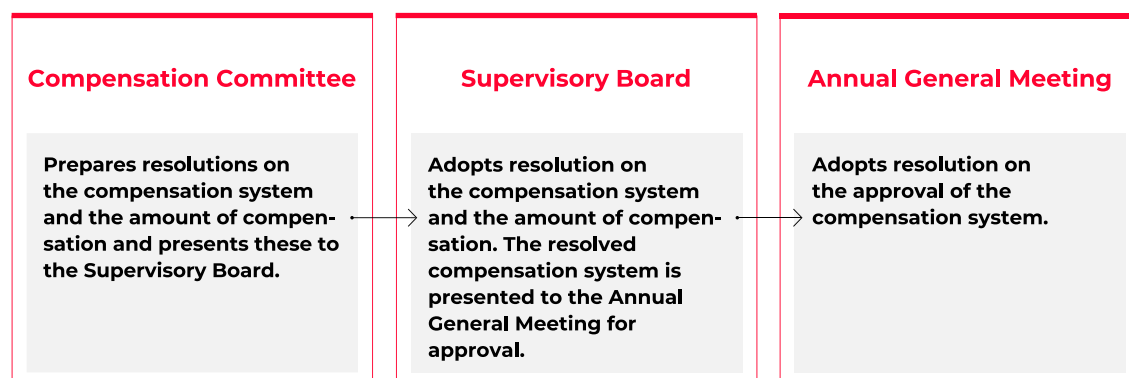 Compensation Committee
Prepares resolutions on
the compensation system
and the amount of compen-
sation and presents these to
the Supervisory Board.
Supervisory Board
Adopts resolution on
the compensation system
and the amount of compen-
sation. The resolved
compensation system is
presented to the Annual
General Meeting for
approval.
Annual General Meeting
Adopts resolution on
the approval of the
compensation system.